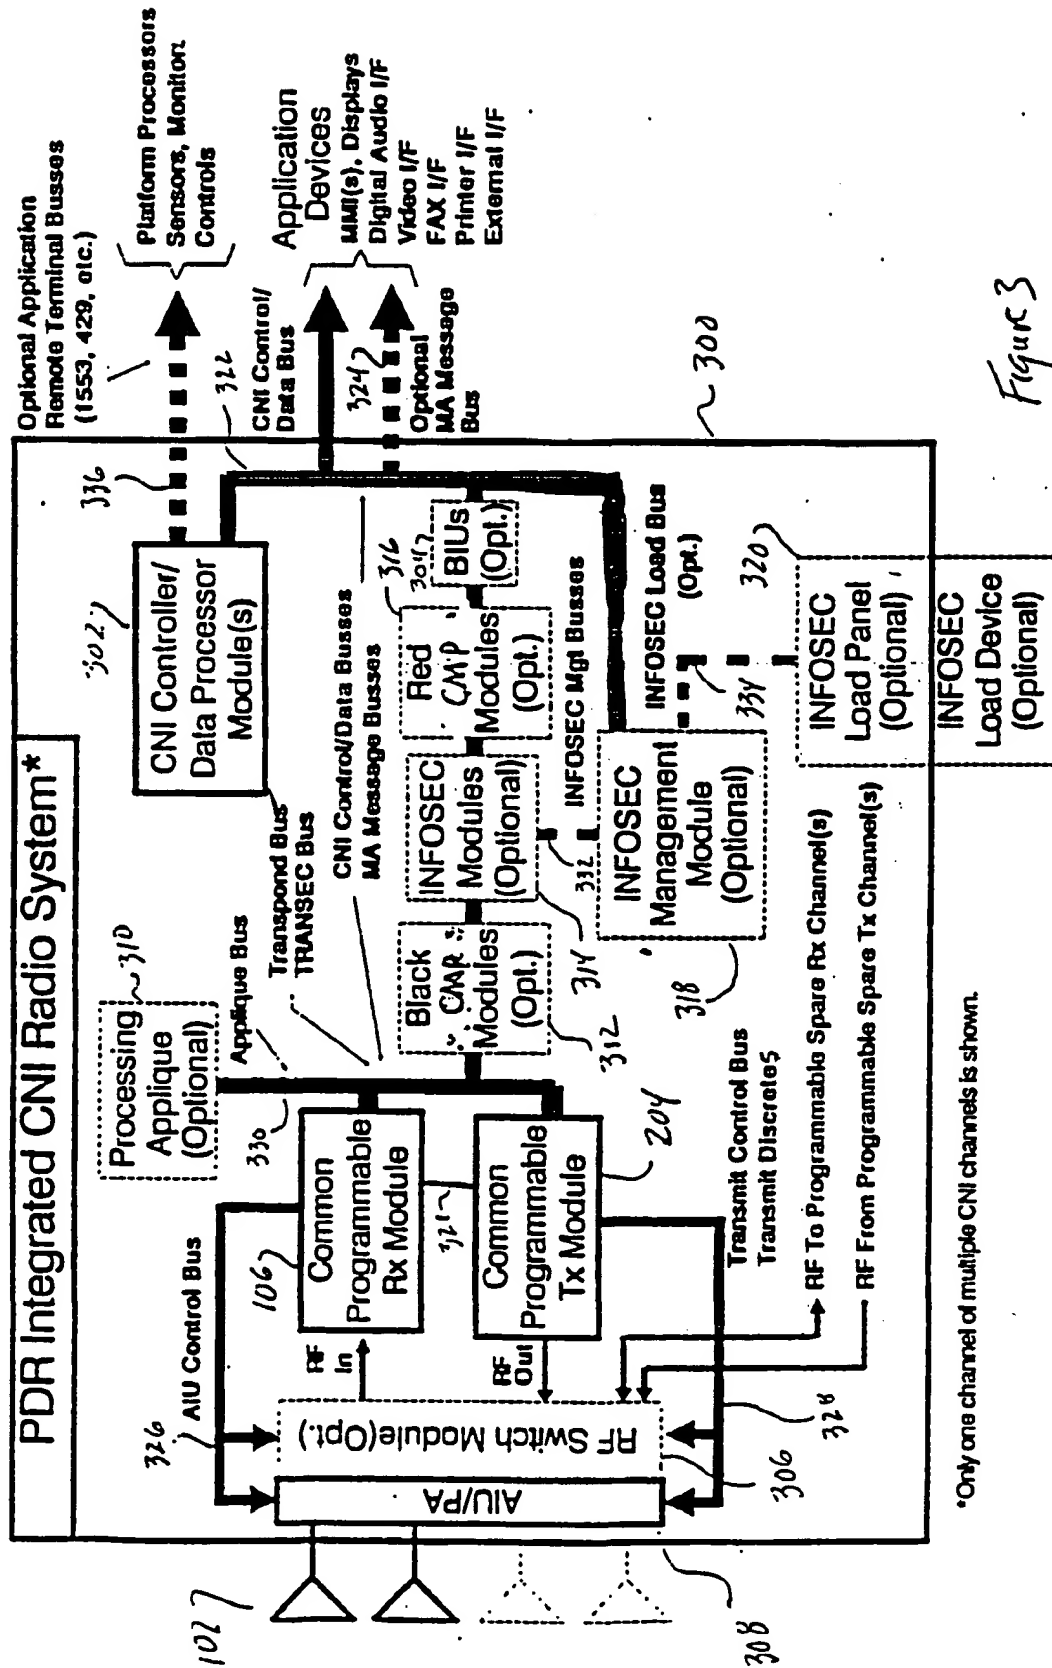 PDR Integrated CNI Radio System*
Optional Application
Remote Terminal Busses
(1553, 429, etc.)
Platform Processors
Sensors, Monitors
Controls
336
322
302
CNI Controller/
Data Processor
Module(s)
CNI Control/
Data Bus
324
Optional
MA Message
Bus
Application
Devices
MMI(s), Displays
Digital Audio I/F
Video I/F
FAX I/F
Printer I/F
External I/F
310
Processing
Applique
(Optional)
Applique Bus
330
Transpond Bus
TRANSEC Bus
CNI Control/Data Busses
MA Message Busses
AIU Control Bus
326
106
Common
Programmable
Rx Module
RF
In
321
Common
Programmable
Tx Module
204
RF
Out
Black
CMP
Modules
(Opt.)
312
INFOSEC
Modules
(Optional)
314
Red
CMP
Modules
(Opt.)
316
304
BIUs
(Opt.)
332
INFOSEC Mgt Busses
INFOSEC
Management
Module
(Optional)
318
INFOSEC Load Bus
(Opt.)
334
320
INFOSEC
Load Panel
(Optional)
INFOSEC
Load Device
(Optional)
300
102
AIU/PA
RF Switch Module(Opt.)
306
308
328
Transmit Control Bus
Transmit Discretes
RF To Programmable Spare Rx Channel(s)
RF From Programmable Spare Tx Channel(s)
*Only one channel of multiple CNI channels is shown.
Figure 3